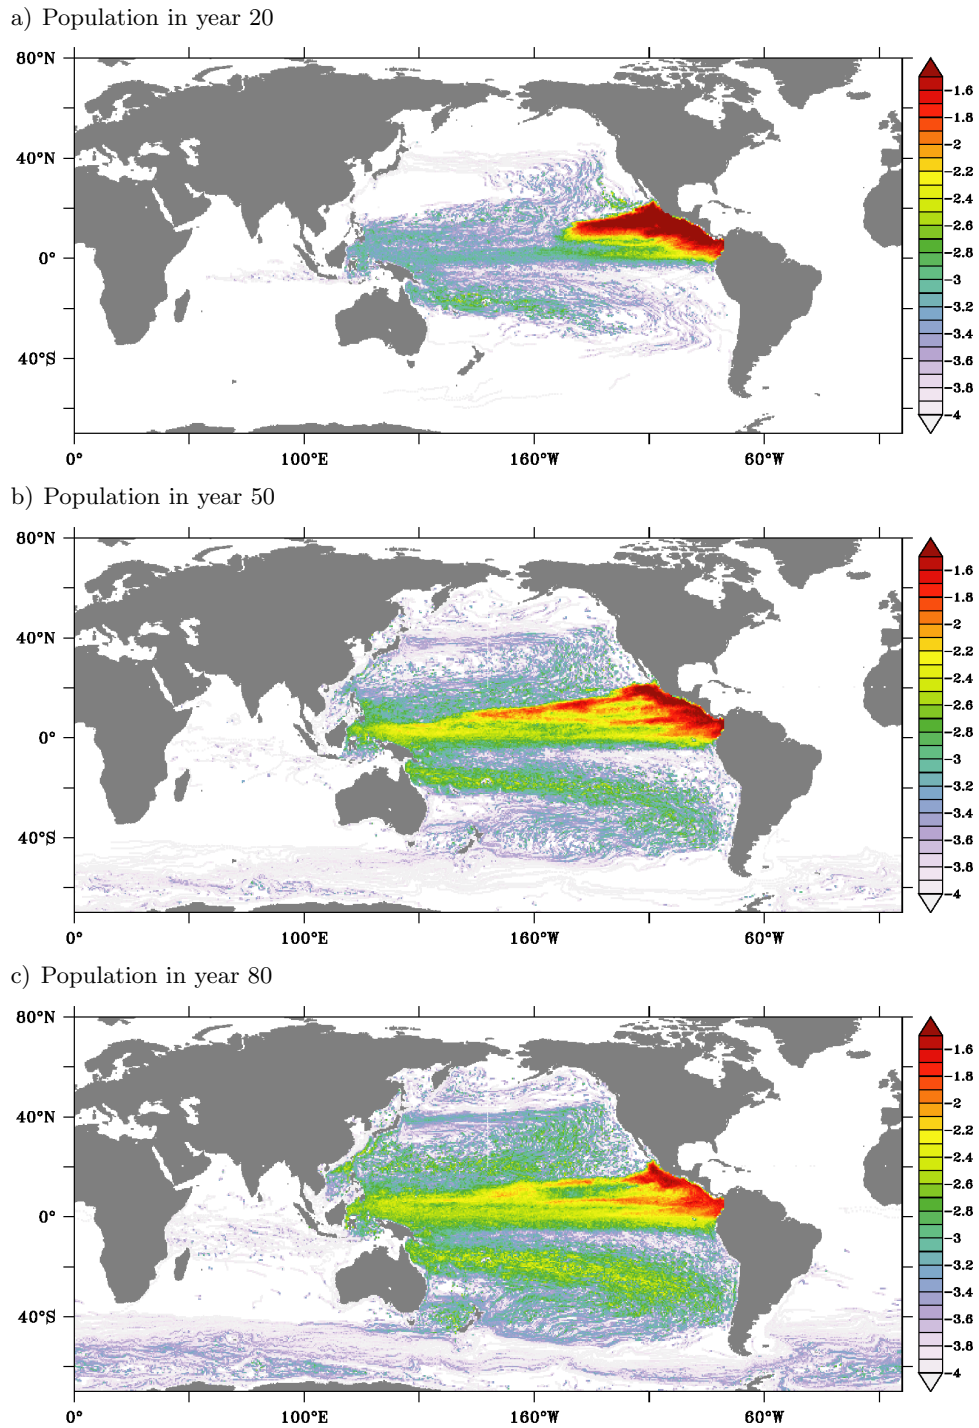 a) Population in year 20
80°N
40°N
0°
40°S
0° 100°E 160°W 60°W
-1.6
-1.8
-2
-2.2
-2.4
-2.6
-2.8
-3
-3.2
-3.4
-3.6
-3.8
-4
b) Population in year 50
80°N
40°N
0°
40°S
0° 100°E 160°W 60°W
-1.6
-1.8
-2
-2.2
-2.4
-2.6
-2.8
-3
-3.2
-3.4
-3.6
-3.8
-4
c) Population in year 80
80°N
40°N
0°
40°S
0° 100°E 160°W 60°W
-1.6
-1.8
-2
-2.2
-2.4
-2.6
-2.8
-3
-3.2
-3.4
-3.6
-3.8
-4